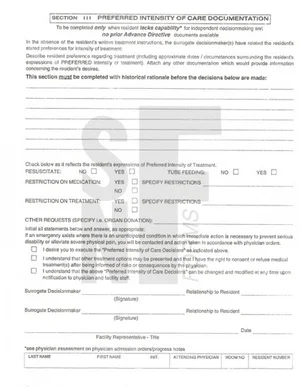 SECTION III PREFERRED INTENSITY OF CARE DOCUMENTATION
To be completed only when resident lacks capability* for independent decisionmaking and
no prior Advance Directive documents available
In the absence of the resident's written treatment instructions, the surrogate decisionmaker(s) have related the resident's
stated preferences for intensity of treatment.
Describe resident preference regarding treatment (including approximate dates / circumstances surrounding the resident's
expressions of PREFERRED Intensity of treatment). Attach any other documentation which would provide information
concerning the resident's desires.
This section must be completed with historical rationale before the decisions below are made:
Check below as it reflects the resident's expressions of Preferred Intensity of Treatment.
RESUSCITATE: NO YES TUBE FEEDING: NO YES
RESTRICTION ON MEDICATION: YES SPECIFY RESTRICTIONS
NO
RESTRICTION ON TREATMENT: YES SPECIFY RESTRICTIONS
NO
OTHER REQUESTS (SPECIFY I.e. ORGAN DONATION):
Initial all statements below and answer, as appropriate:
If an emergency exists where there is an unanticipated condition in which immediate action is necessary to prevent serious
disability or alleviate severe physical pain, you will be contacted and action taken in accordance with physician orders.
I desire to execute the "Preferred Intensity of Care Decisions" as indicated above.
I understand that other treatment options may be presented and that I have the right to consent or refuse medical
treatment(s) after being informed of risks or consequences by the physician.
I understand that the above "Preferred Intensity of Care Decisions" can be changed and modified at any time upon
notification to physician and facility staff.
Surrogate Decisionmaker Relationship to Resident
(Signature)
Surrogate Decisionmaker Relationship to Resident
(Signature)
Date
Facility Representative - Title
*see physician assessment on physician admission orders/progress notes
LAST NAME FIRST NAME INIT. ATTENDING PHYSICIAN ROOM/NO. RESIDENT NUMBER